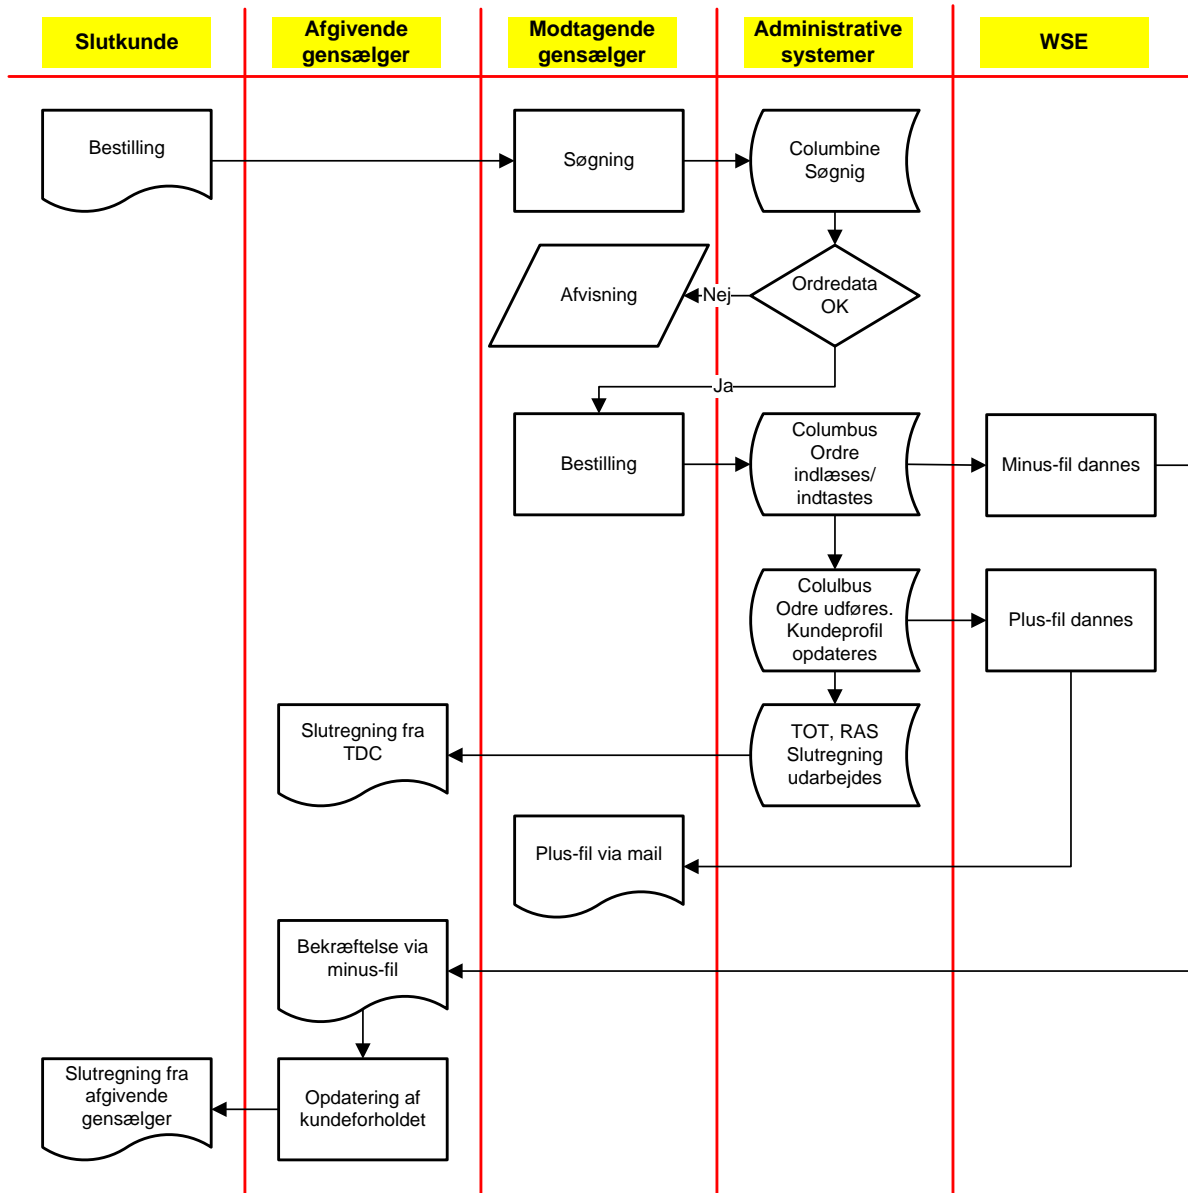 Slutkunde
Afgivende
gensælger
Modtagende
gensælger
Administrative
systemer
WSE
Bestilling
Søgning
Columbine
Søgnig
Afvisning
Nej
Ordredata
OK
Ja
Bestilling
Columbus
Ordre
indlæses/
indtastes
Minus-fil dannes
Colulbus
Odre udføres.
Kundeprofil
opdateres
Plus-fil dannes
Slutregning fra
TDC
TOT, RAS
Slutregning
udarbejdes
Plus-fil via mail
Bekræftelse via
minus-fil
Slutregning fra
afgivende
gensælger
Opdatering af
kundeforholdet